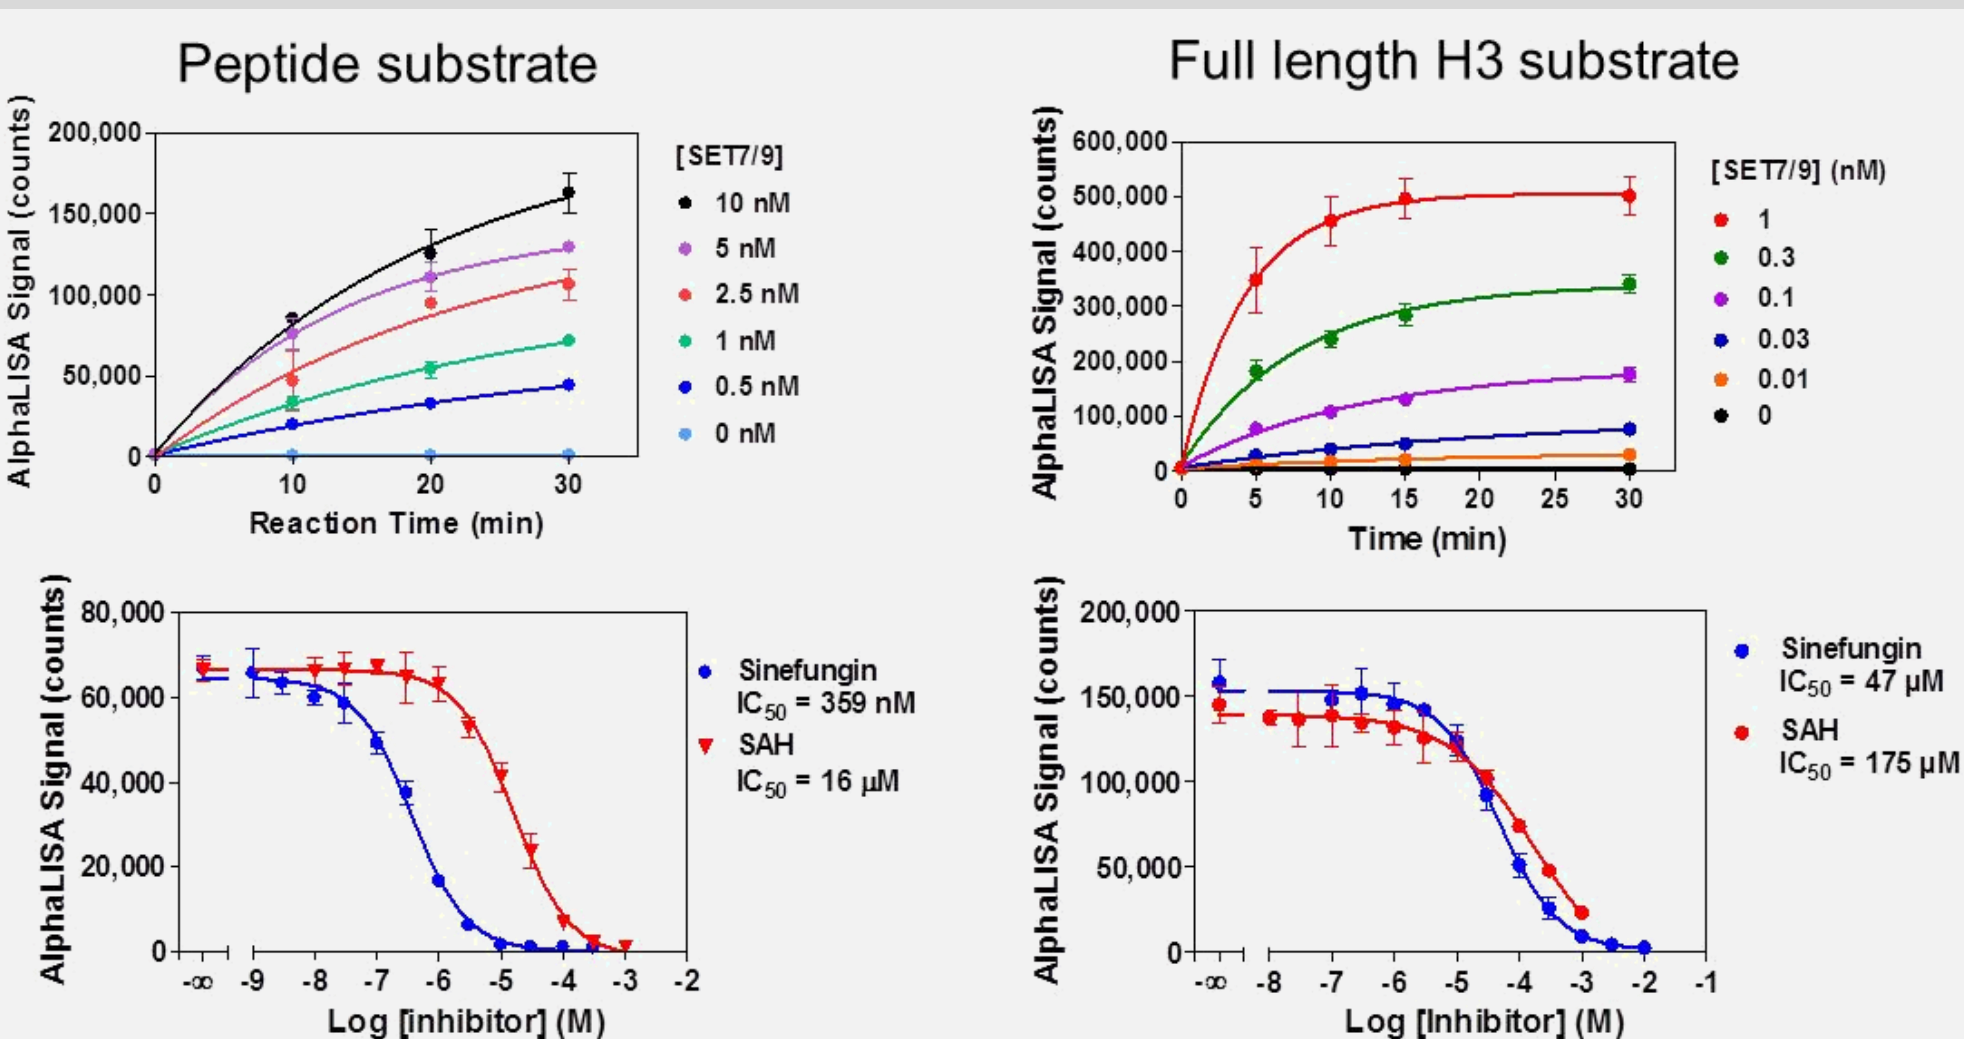 Peptide substrate
AlphaLISA Signal (counts)
200,000
150,000
100,000
50,000
0
0 10 20 30
Reaction Time (min)
[SET7/9]
10 nM
5 nM
2.5 nM
1 nM
0.5 nM
0 nM
Full length H3 substrate
AlphaLISA Signal (counts)
600,000
500,000
400,000
300,000
200,000
100,000
0
0 5 10 15 20 25 30
Time (min)
[SET7/9] (nM)
1
0.3
0.1
0.03
0.01
0
AlphaLISA Signal (counts)
80,000
60,000
40,000
20,000
0
-∞ -9 -8 -7 -6 -5 -4 -3 -2
Log [inhibitor] (M)
Sinefungin
IC50 = 359 nM
SAH
IC50 = 16 µM
AlphaLISA Signal (counts)
200,000
150,000
100,000
50,000
0
-∞ -8 -7 -6 -5 -4 -3 -2 -1
Log [Inhibitor] (M)
Sinefungin
IC50 = 47 µM
SAH
IC50 = 175 µM